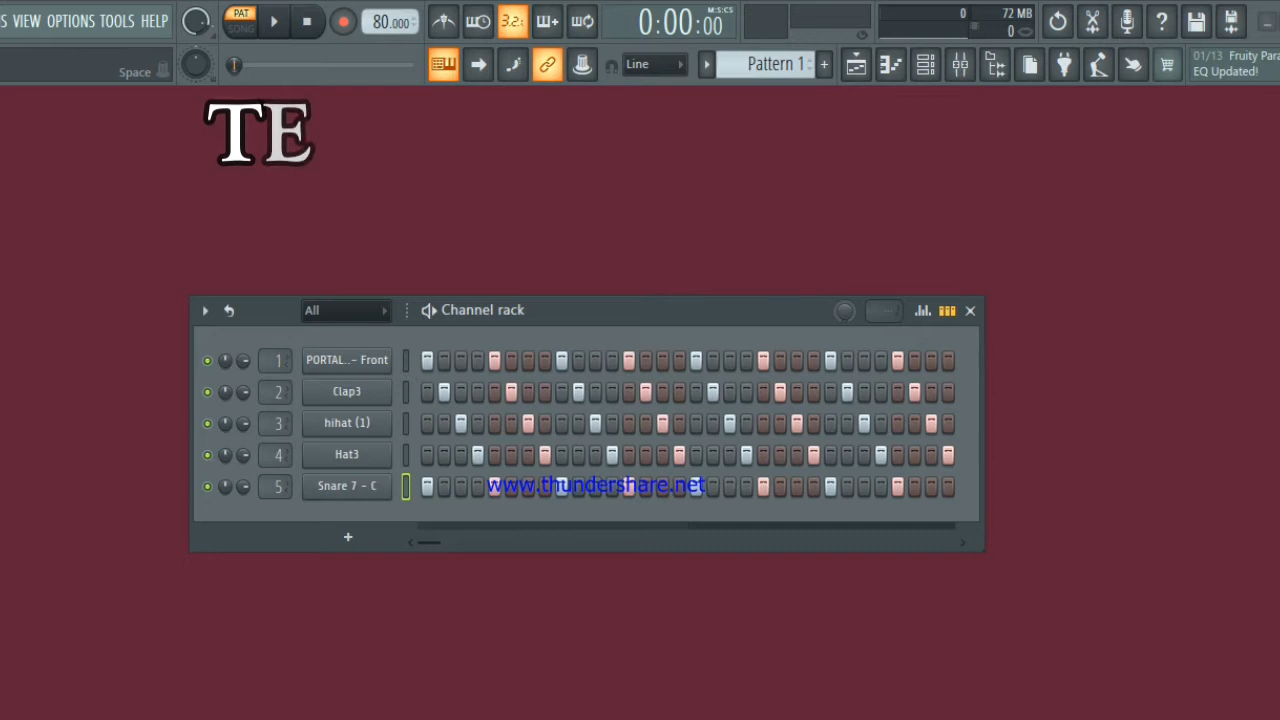 S VIEW OPTIONS TOOLS HELP
PAT
SONG
80.000
3.2.
0:00:00
M:S:CS
0
72 MB
0
Space
Line
Pattern 1
01/13 Fruity Para
EQ Updated!
TE
All
Channel rack
1 PORTAL..- Front
2 Clap3
3 hihat (1)
4 Hat3
5 Snare 7 - C
www.thundershare.net